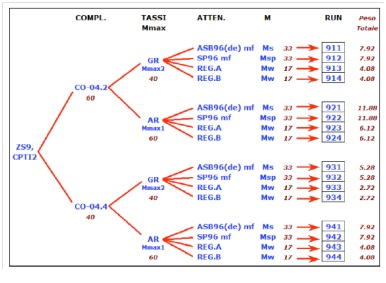 COMPL. TASSI ATTEN. M RUN Peso
Mmax Totale
ASB96(de) mf Ms 33 911 7.92
GR SP96 mf Msp 33 912 7.92
Mmax2 REG.A Mw 17 913 4.08
40 REG.B Mw 17 914 4.08
CO-04.2
60
ASB96(de) mf Ms 33 921 11.88
AR SP96 mf Msp 33 922 11.88
Mmax1 REG.A Mw 17 923 6.12
60 REG.B Mw 17 924 6.12
ZS9,
CPTI2
ASB96(de) mf Ms 33 931 5.28
GR SP96 mf Msp 33 932 5.28
Mmax2 REG.A Mw 17 933 2.72
40 REG.B Mw 17 934 2.72
CO-04.4
40
ASB96(de) mf Ms 33 941 7.92
AR SP96 mf Msp 33 942 7.92
Mmax1 REG.A Mw 17 943 4.08
60 REG.B Mw 17 944 4.08